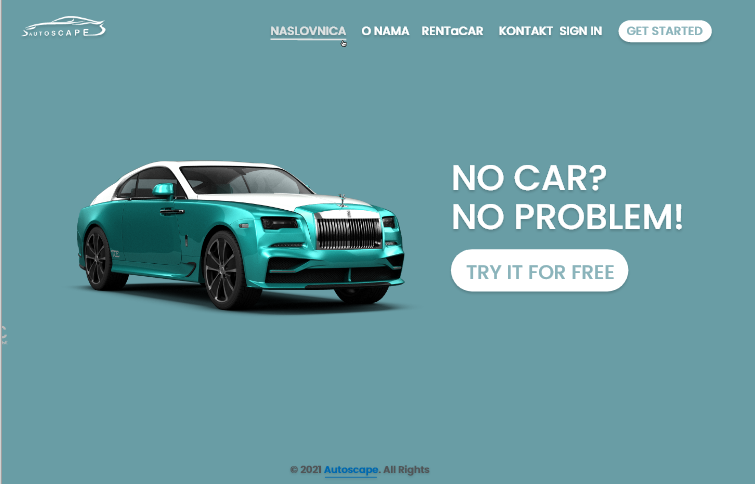 AUTOSCAPE
NASLOVNICA O NAMA RENTaCAR KONTAKT SIGN IN GET STARTED
NO CAR?
NO PROBLEM!
TRY IT FOR FREE
© 2021 Autoscape. All Rights